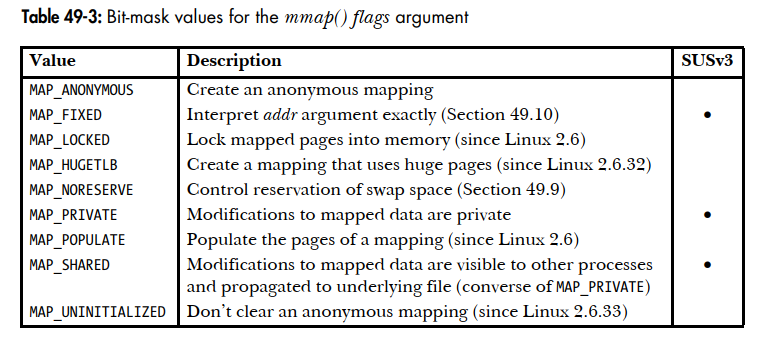 Table 49-3: Bit-mask values for the mmap() flags argument
Value Description SUSv3
MAP_ANONYMOUS Create an anonymous mapping
MAP_FIXED Interpret addr argument exactly (Section 49.10) •
MAP_LOCKED Lock mapped pages into memory (since Linux 2.6)
MAP_HUGETLB Create a mapping that uses huge pages (since Linux 2.6.32)
MAP_NORESERVE Control reservation of swap space (Section 49.9)
MAP_PRIVATE Modifications to mapped data are private •
MAP_POPULATE Populate the pages of a mapping (since Linux 2.6)
MAP_SHARED Modifications to mapped data are visible to other processes •
and propagated to underlying file (converse of MAP_PRIVATE)
MAP_UNINITIALIZED Don't clear an anonymous mapping (since Linux 2.6.33)